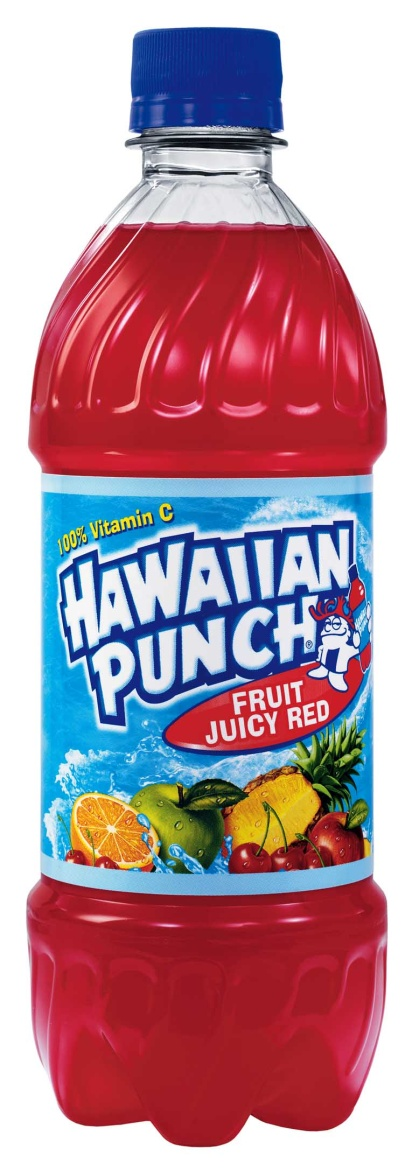 100% Vitamin C
HAWAIIAN
PUNCH®
FRUIT
JUICY RED